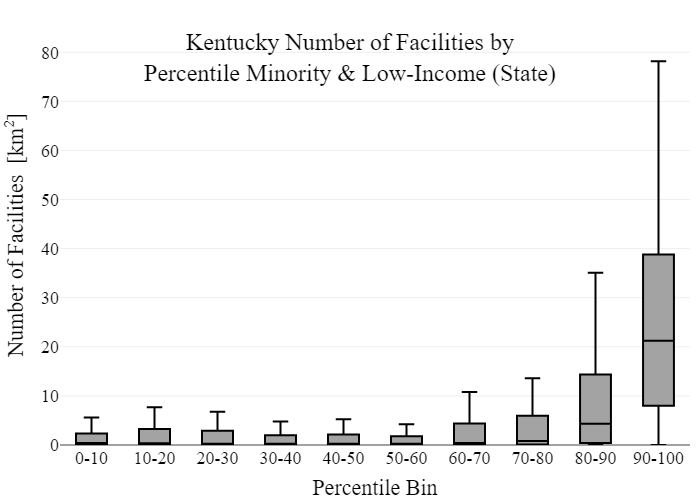 Kentucky Number of Facilities by
Percentile Minority & Low-Income (State)
Number of Facilities [km²]
80
70
60
50
40
30
20
10
0
0-10 10-20 20-30 30-40 40-50 50-60 60-70 70-80 80-90 90-100
Percentile Bin